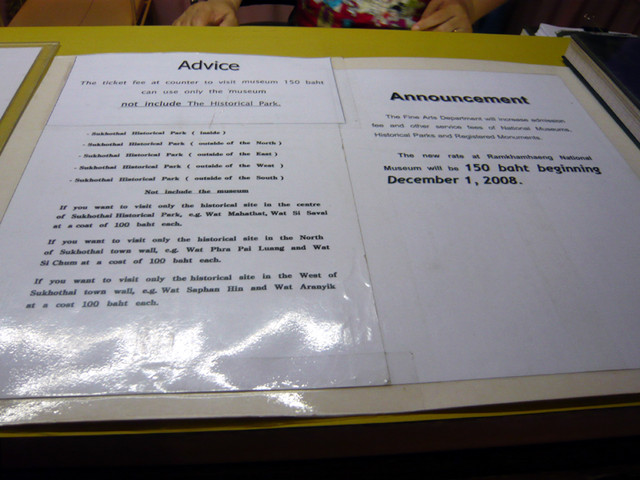 Advice
The ticket fee at counter to visit museum 150 baht
can use only the museum
not include The Historical Park.
- Sukhothai Historical Park ( inside )
- Sukhothai Historical Park ( outside of the North )
- Sukhothai Historical Park ( outside of the East )
- Sukhothai Historical Park ( outside of the West )
- Sukhothai Historical Park ( outside of the South )
Not include the museum
If you want to visit only the historical site in the centre
of Sukhothai Historical Park, e.g. Wat Mahathat, Wat Si Savai
at a cost of 100 baht each.
If you want to visit only the historical site in the North
of Sukhothai town wall, e.g. Wat Phra Pai Luang and Wat
Si Chum at a cost of 100 baht each.
If you want to visit only the historical site in the West of
Sukhothai town wall, e.g. Wat Saphan Hin and Wat Aranyik
at a cost 100 baht each.
Announcement
The Fine Arts Department will increase admission
fee and other service fees of National Museums,
Historical Parks and Registered Monuments.
The new rate at Ramkhamhaeng National
Museum will be 150 baht beginning
December 1, 2008.